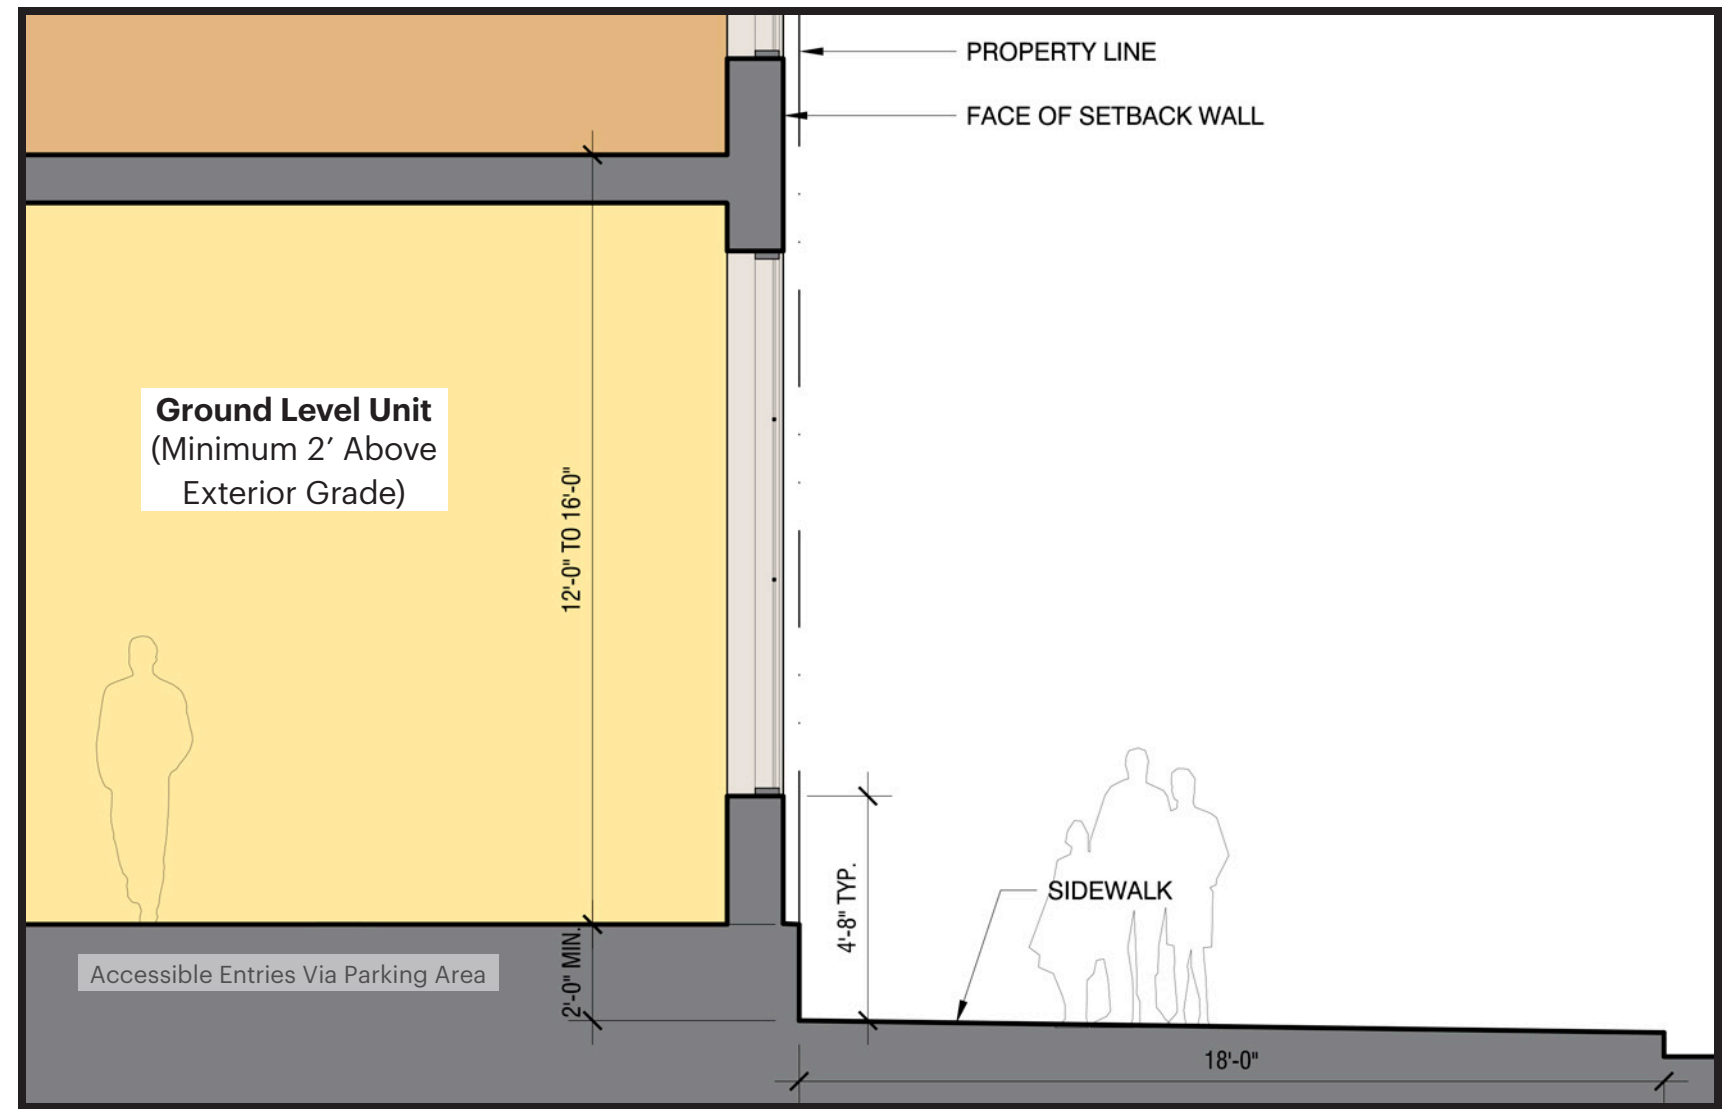 PROPERTY LINE
FACE OF SETBACK WALL
Ground Level Unit
(Minimum 2′ Above
Exterior Grade)
12'-0" TO 16'-0"
4'-8" TYP.
SIDEWALK
2'-0" MIN.
Accessible Entries Via Parking Area
18'-0"